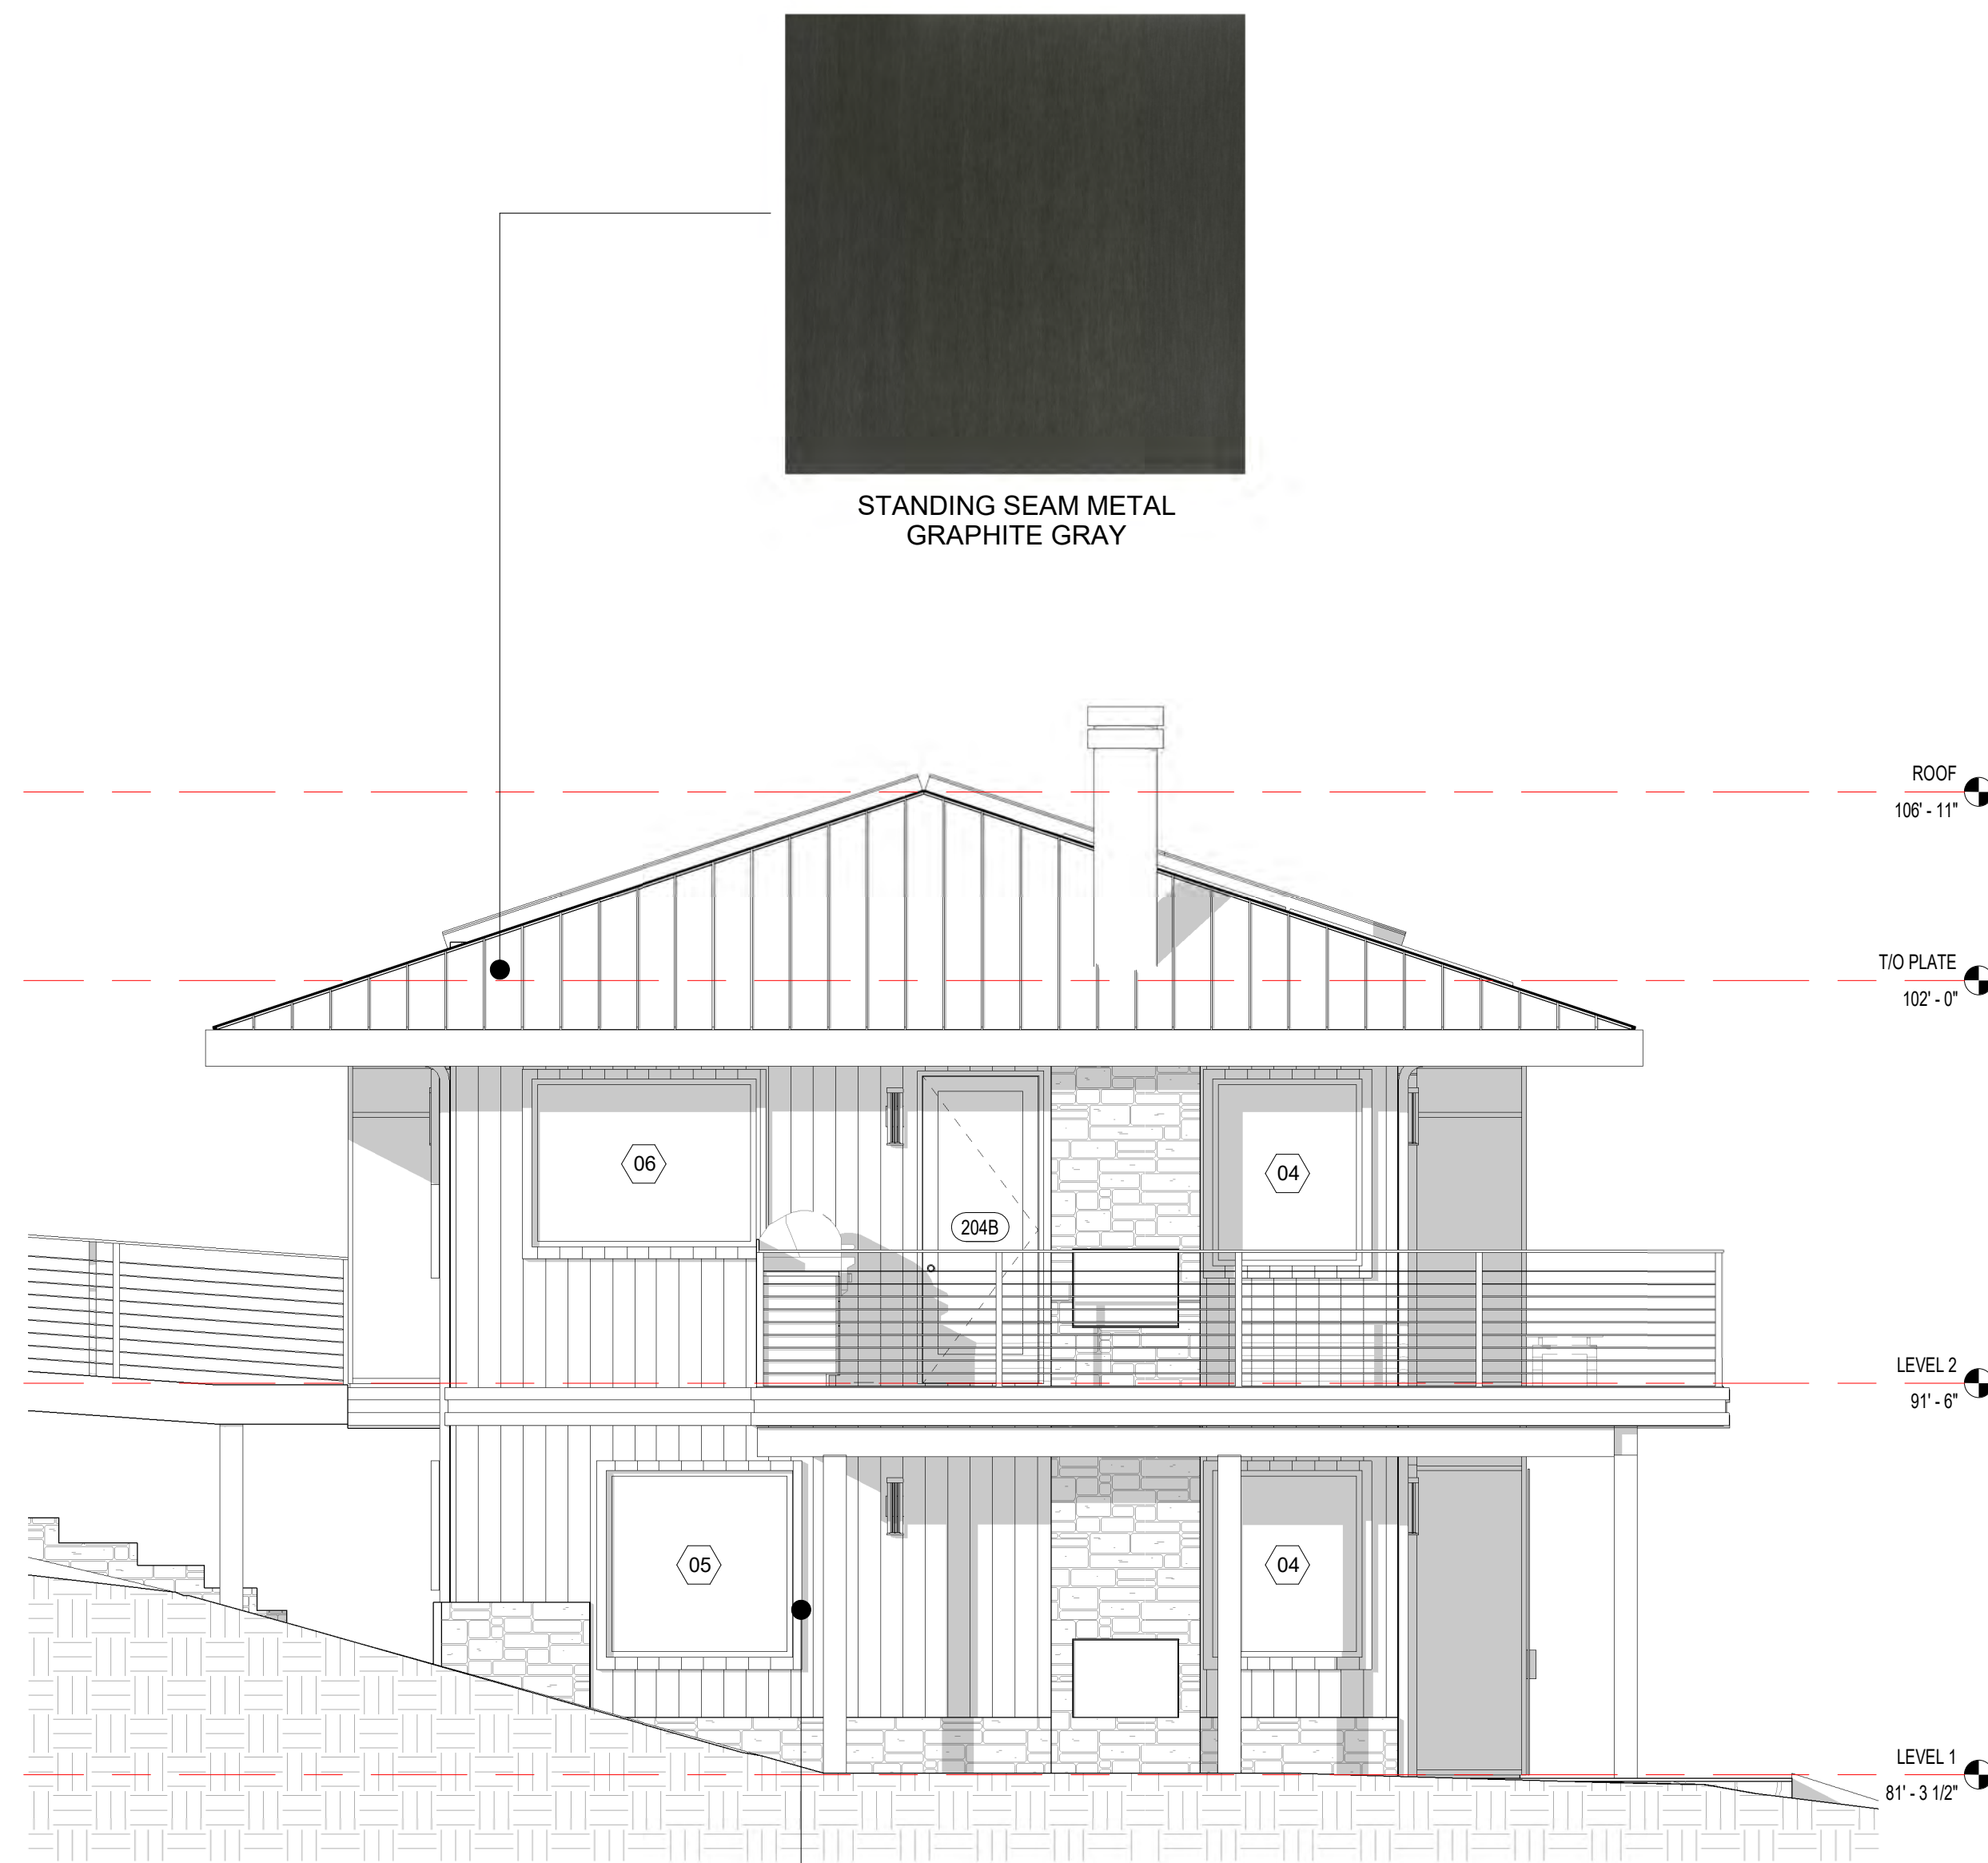 STANDING SEAM METAL
GRAPHITE GRAY
ROOF
106' - 11"
T/O PLATE
102' - 0"
06
04
204B
LEVEL 2
91' - 6"
05
04
LEVEL 1
81' - 3 1/2"